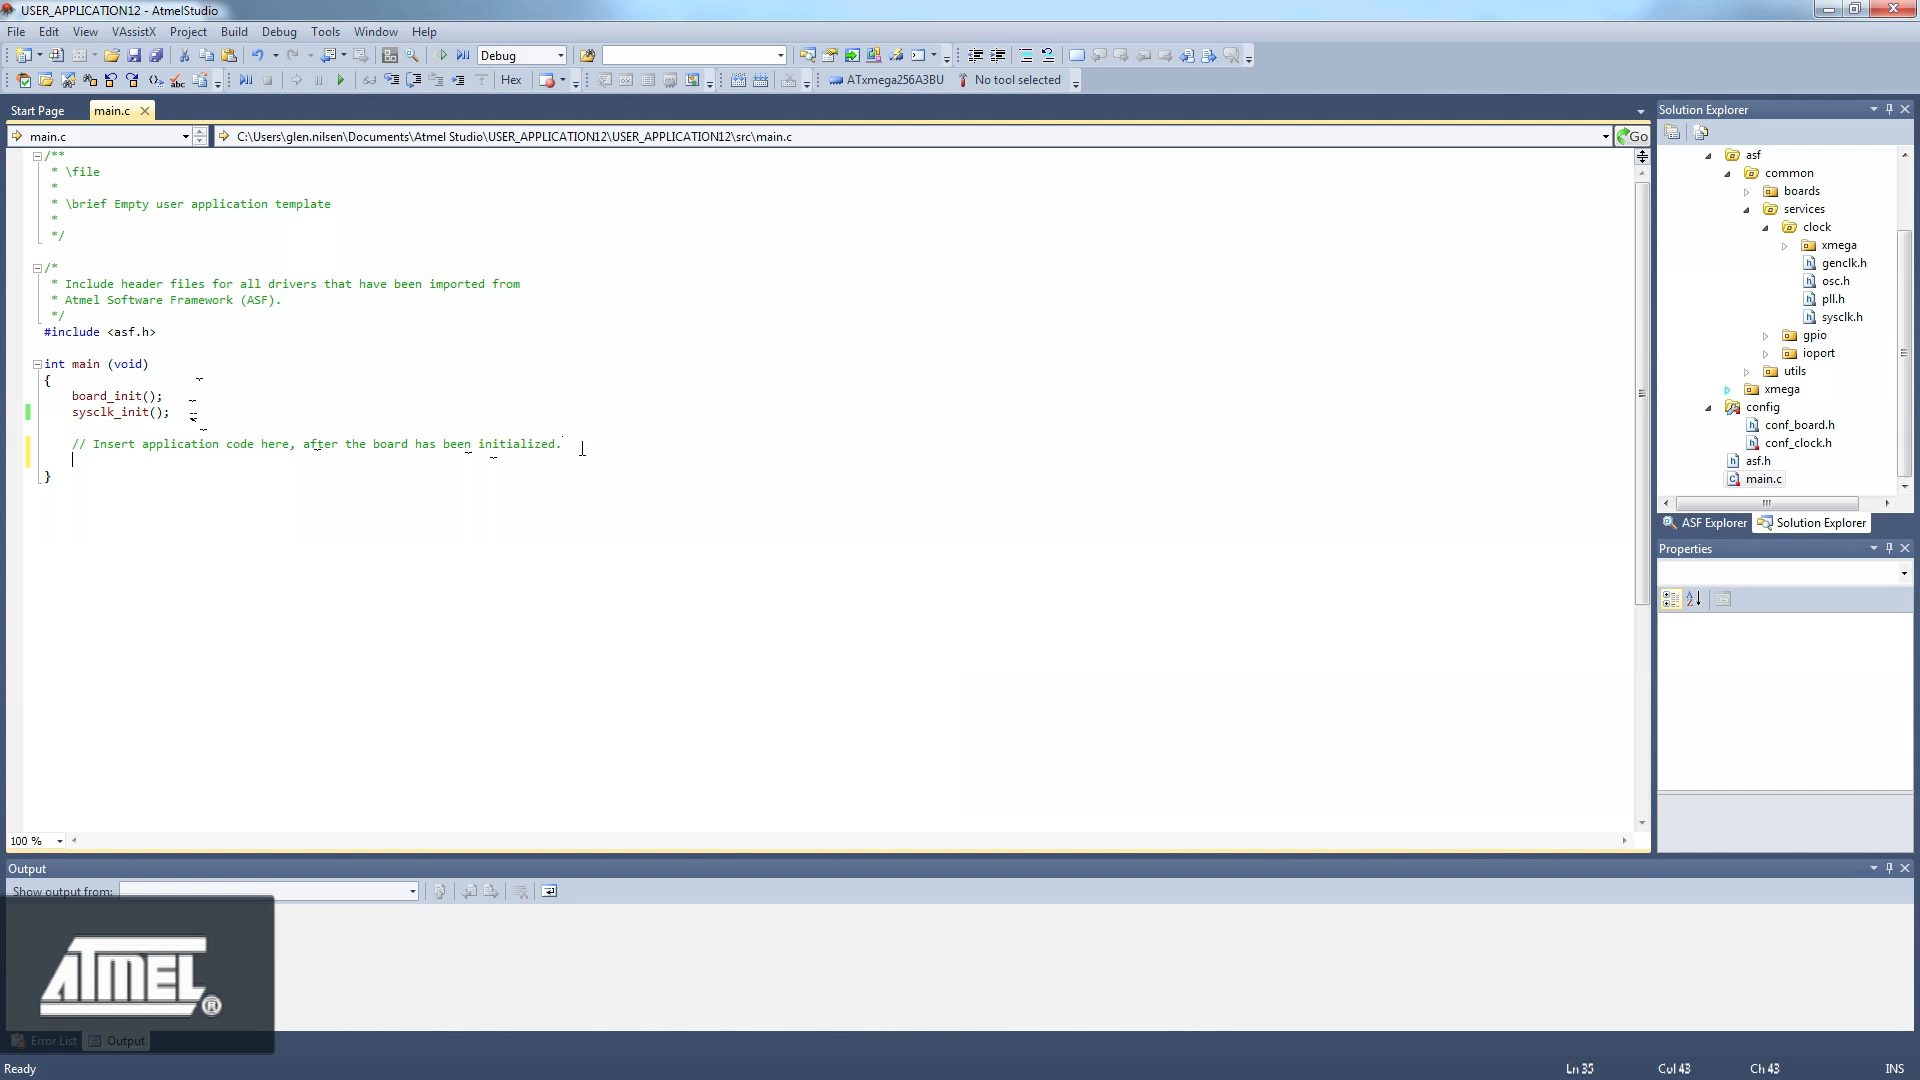 USER_APPLICATION12 - AtmelStudio
File Edit View VAssistX Project Build Debug Tools Window Help
Debug
Hex ATxmega256A3BU No tool selected
Start Page main.c
main.c C:\Users\glen.nilsen\Documents\Atmel Studio\USER_APPLICATION12\USER_APPLICATION12\src\main.c Go
/**
* \file
*
* \brief Empty user application template
*
*/
/*
* Include header files for all drivers that have been imported from
* Atmel Software Framework (ASF).
*/
#include <asf.h>
int main (void)
{
board_init();
sysclk_init();
// Insert application code here, after the board has been initialized.
}
100 %
Solution Explorer
asf
common
boards
services
clock
xmega
genclk.h
osc.h
pll.h
sysclk.h
gpio
ioport
utils
xmega
config
conf_board.h
conf_clock.h
asf.h
main.c
ASF Explorer Solution Explorer
Properties
Output
Show output from:
ATMEL®
Error List Output
Ready Ln 35 Col 43 Ch 43 INS